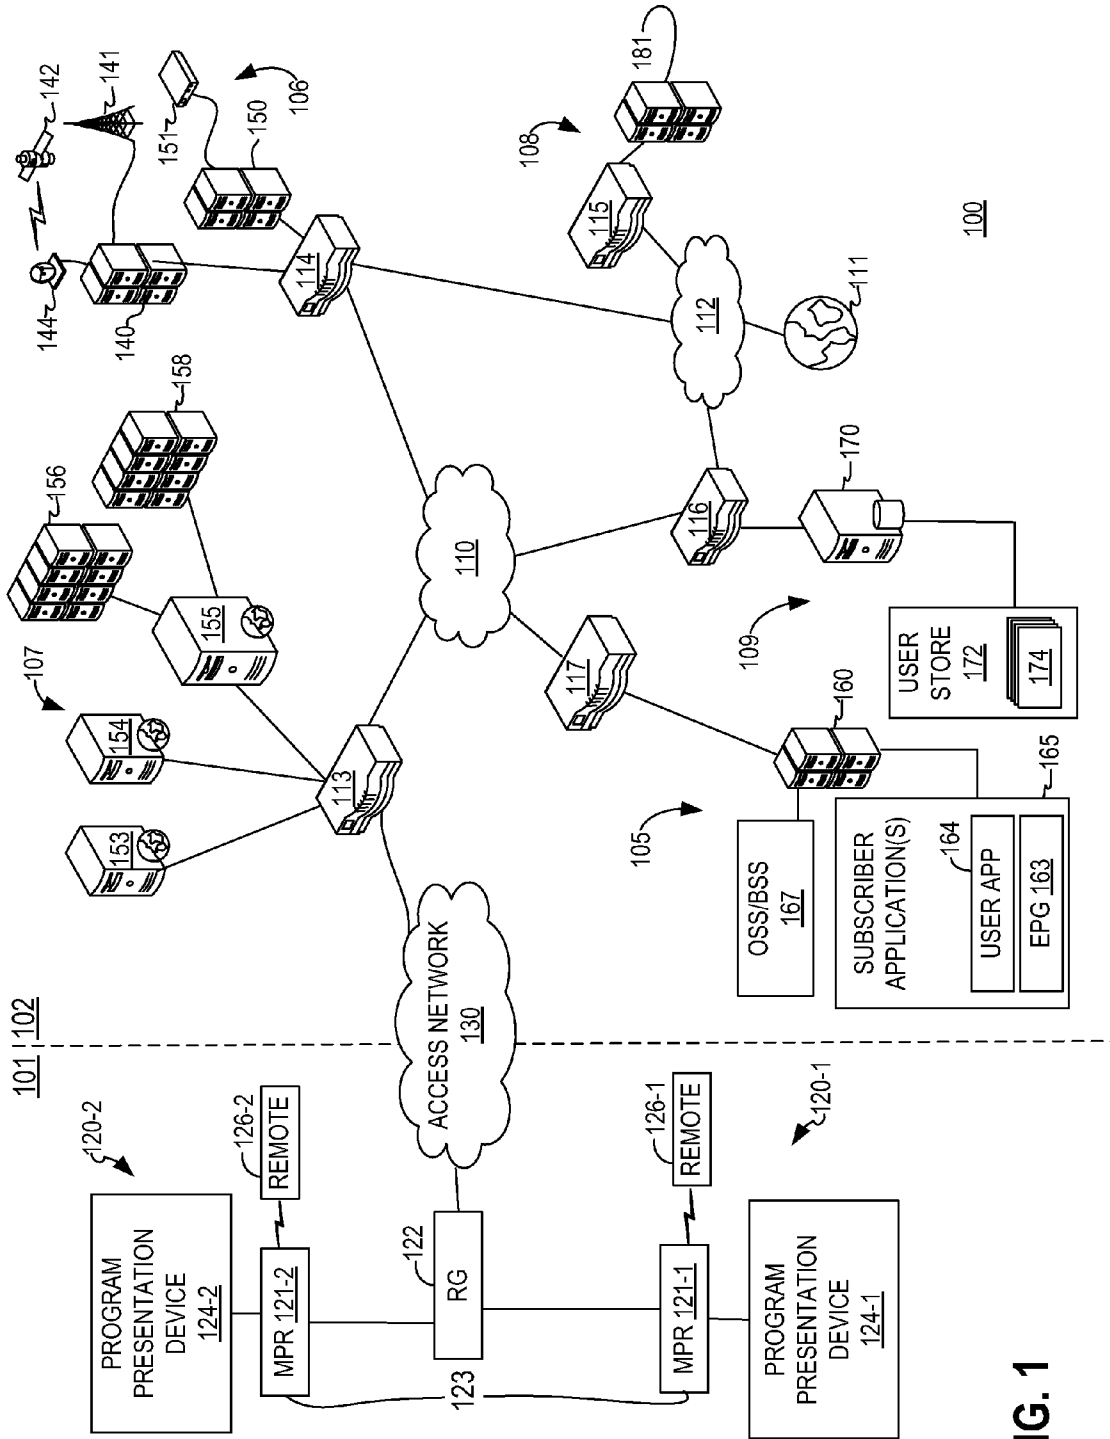 101
102
120-2
PROGRAM
PRESENTATION
DEVICE
124-2
126-2
REMOTE
MPR 121-2
122
RG
123
MPR 121-1
126-1
REMOTE
PROGRAM
PRESENTATION
DEVICE
124-1
120-1
ACCESS NETWORK
130
107
153
154
155
156
158
113
110
144
142
141
140
151
106
150
114
108
115
181
112
111
116
117
170
109
USER
STORE
172
174
105
160
OSS/BSS
167
SUBSCRIBER
APPLICATION(S)
164
165
USER APP
EPG 163
100
IG. 1